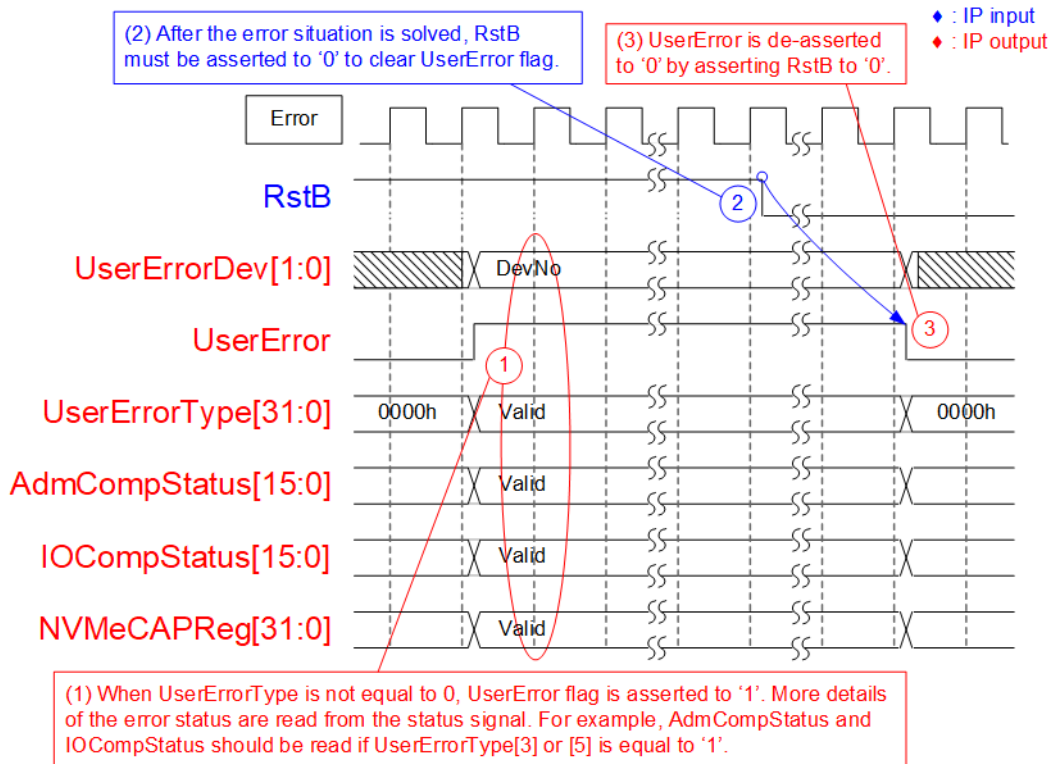 (2) After the error situation is solved, RstB
must be asserted to ‘0’ to clear UserError flag.
(3) UserError is de-asserted
to ‘0’ by asserting RstB to ‘0’.
♦ : IP input
♦ : IP output
Error
RstB
2
UserErrorDev[1:0]
DevNo
UserError
3
1
UserErrorType[31:0]
0000h
Valid
0000h
AdmCompStatus[15:0]
Valid
IOCompStatus[15:0]
Valid
NVMeCAPReg[31:0]
Valid
(1) When UserErrorType is not equal to 0, UserError flag is asserted to ‘1’. More details
of the error status are read from the status signal. For example, AdmCompStatus and
IOCompStatus should be read if UserErrorType[3] or [5] is equal to ‘1’.